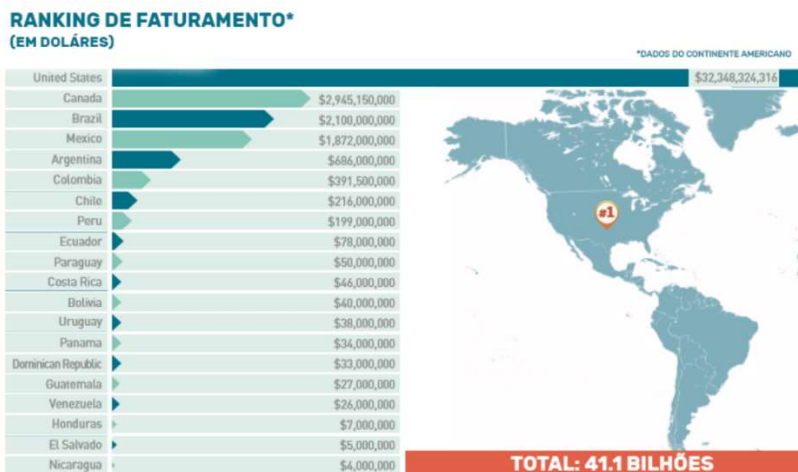 RANKING DE FATURAMENTO*
(EM DOLÁRES)
*DADOS DO CONTINENTE AMERICANO
United States $32,348,324,316
Canada $2,945,150,000
Brazil $2,100,000,000
Mexico $1,872,000,000
Argentina $686,000,000
Colombia $391,500,000
Chile $216,000,000
Peru $199,000,000
Ecuador $78,000,000
Paraguay $50,000,000
Costa Rica $46,000,000
Bolivia $40,000,000
Uruguay $38,000,000
Panama $34,000,000
Dominican Republic $33,000,000
Guatemala $27,000,000
Venezuela $26,000,000
Honduras $7,000,000
El Salvado $5,000,000
Nicaragua $4,000,000
#1
TOTAL: 41.1 BILHÕES